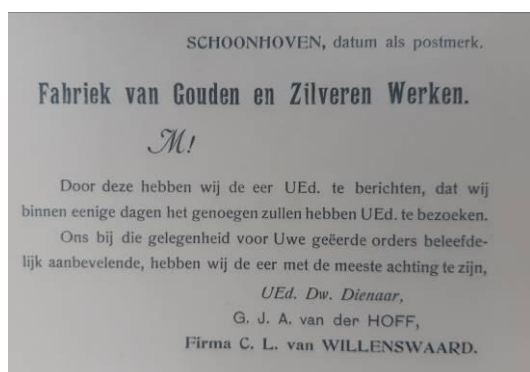 SCHOONHOVEN, datum als postmerk.
Fabriek van Gouden en Zilveren Werken.
M!
Door deze hebben wij de eer UEd. te berichten, dat wij
binnen eenige dagen het genoegen zullen hebben UEd. te bezoeken.
Ons bij die gelegenheid voor Uwe geëerde orders beleefde-
lijk aanbevelende, hebben wij de eer met de meeste achting te zijn,
UEd. Dw. Dienaar,
G. J. A. van der HOFF,
Firma C. L. van WILLENSWAARD.